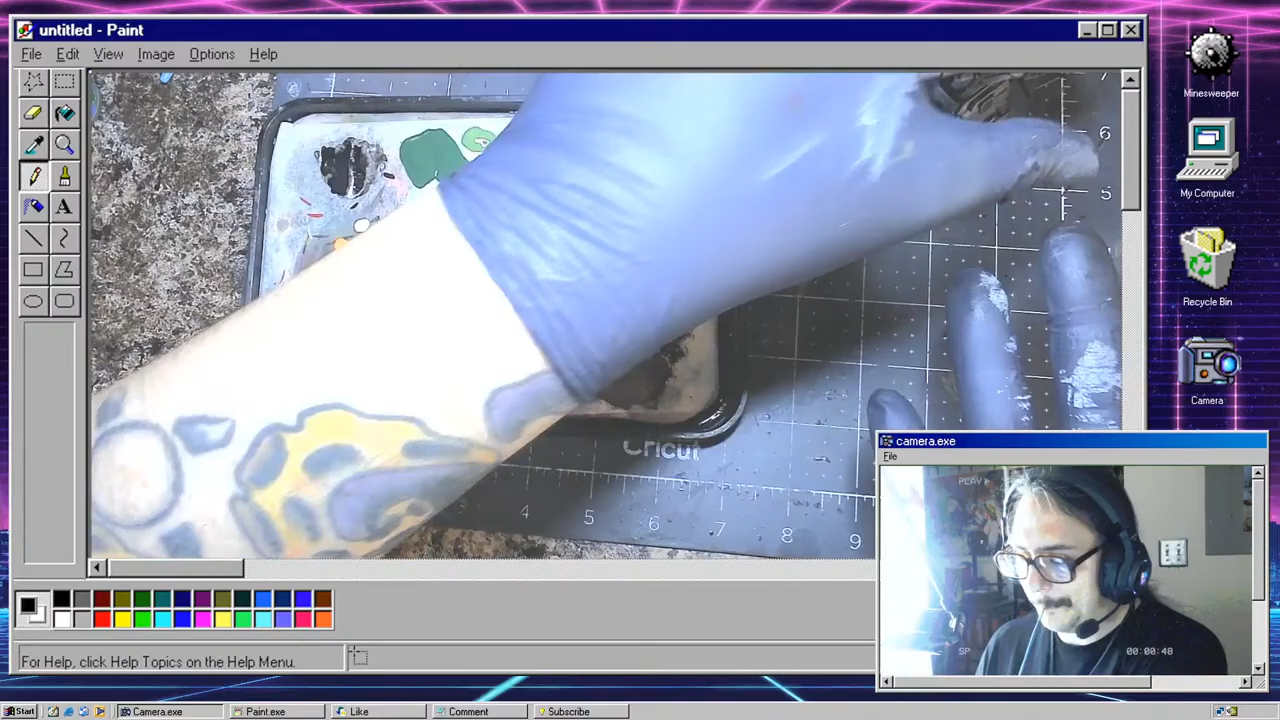 untitled - Paint
File Edit View Image Options Help
Minesweeper
My Computer
Recycle Bin
Camera
6
5
Cricut
4 5 6 7 8 9
camera.exe
File
PLAY
SP 00:00:48
For Help, click Help Topics on the Help Menu.
Start Camera.exe Paint.exe Like Comment Subscribe